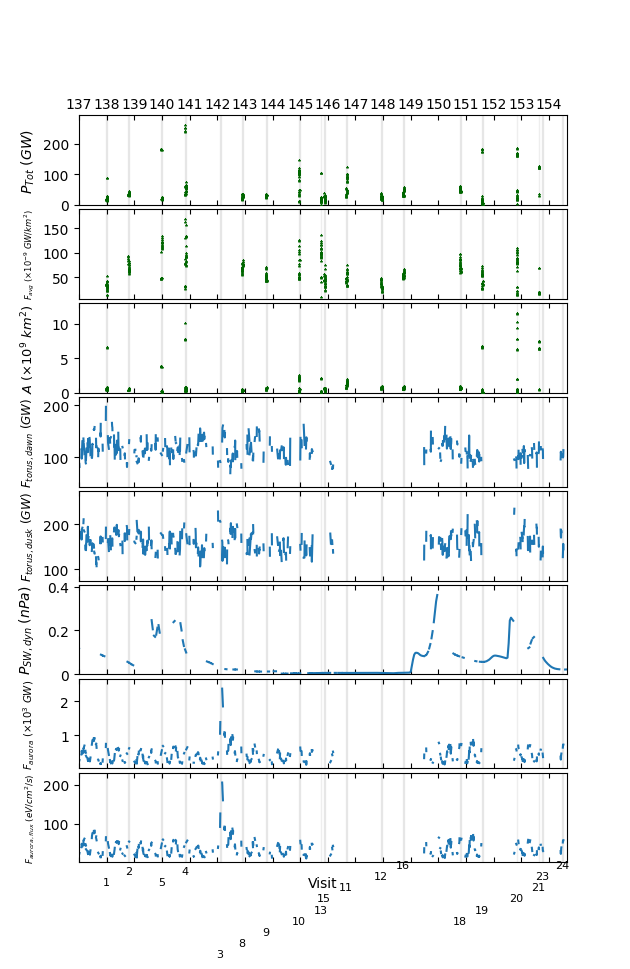 137 138 139 140 141 142 143 144 145 146 147 148 149 150 151 152 153 154
P_Tot (GW)
200
100
0
F_avg (×10⁻⁹ GW/km²)
150
100
50
A (×10⁹ km²)
10
5
0
F_torus,dawn (GW)
200
100
F_torus,dusk (GW)
200
100
P_SW,dyn (nPa)
0.4
0.2
0
F_aurora (×10³ GW)
2
1
F_aurora,flux (eV/cm²/s)
200
100
16 24
2 4 12 23
1 5 Visit 11 21
15 20
13 19
10 18
9
8
3